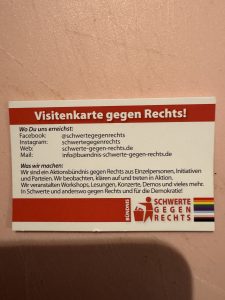 Visitenkarte gegen Rechts!
Wo Du uns erreichst:
Facebook: @schwertegegenrechts
Instagram: schwertegegenrechts
Web: schwerte-gegen-rechts.de
Mail: info@buendnis-schwerte-gegen-rechts.de
Was wir machen:
Wir sind ein Aktionsbündnis gegen Rechts aus Einzelpersonen, Initiativen
und Parteien. Wir beobachten, klären auf und treten in Aktion.
Wir veranstalten Workshops, Lesungen, Konzerte, Demos und vieles mehr.
In Schwerte und anderswo gegen Rechts und für die Demokratie!
BÜNDNIS
SCHWERTE
GEGEN
RECHTS